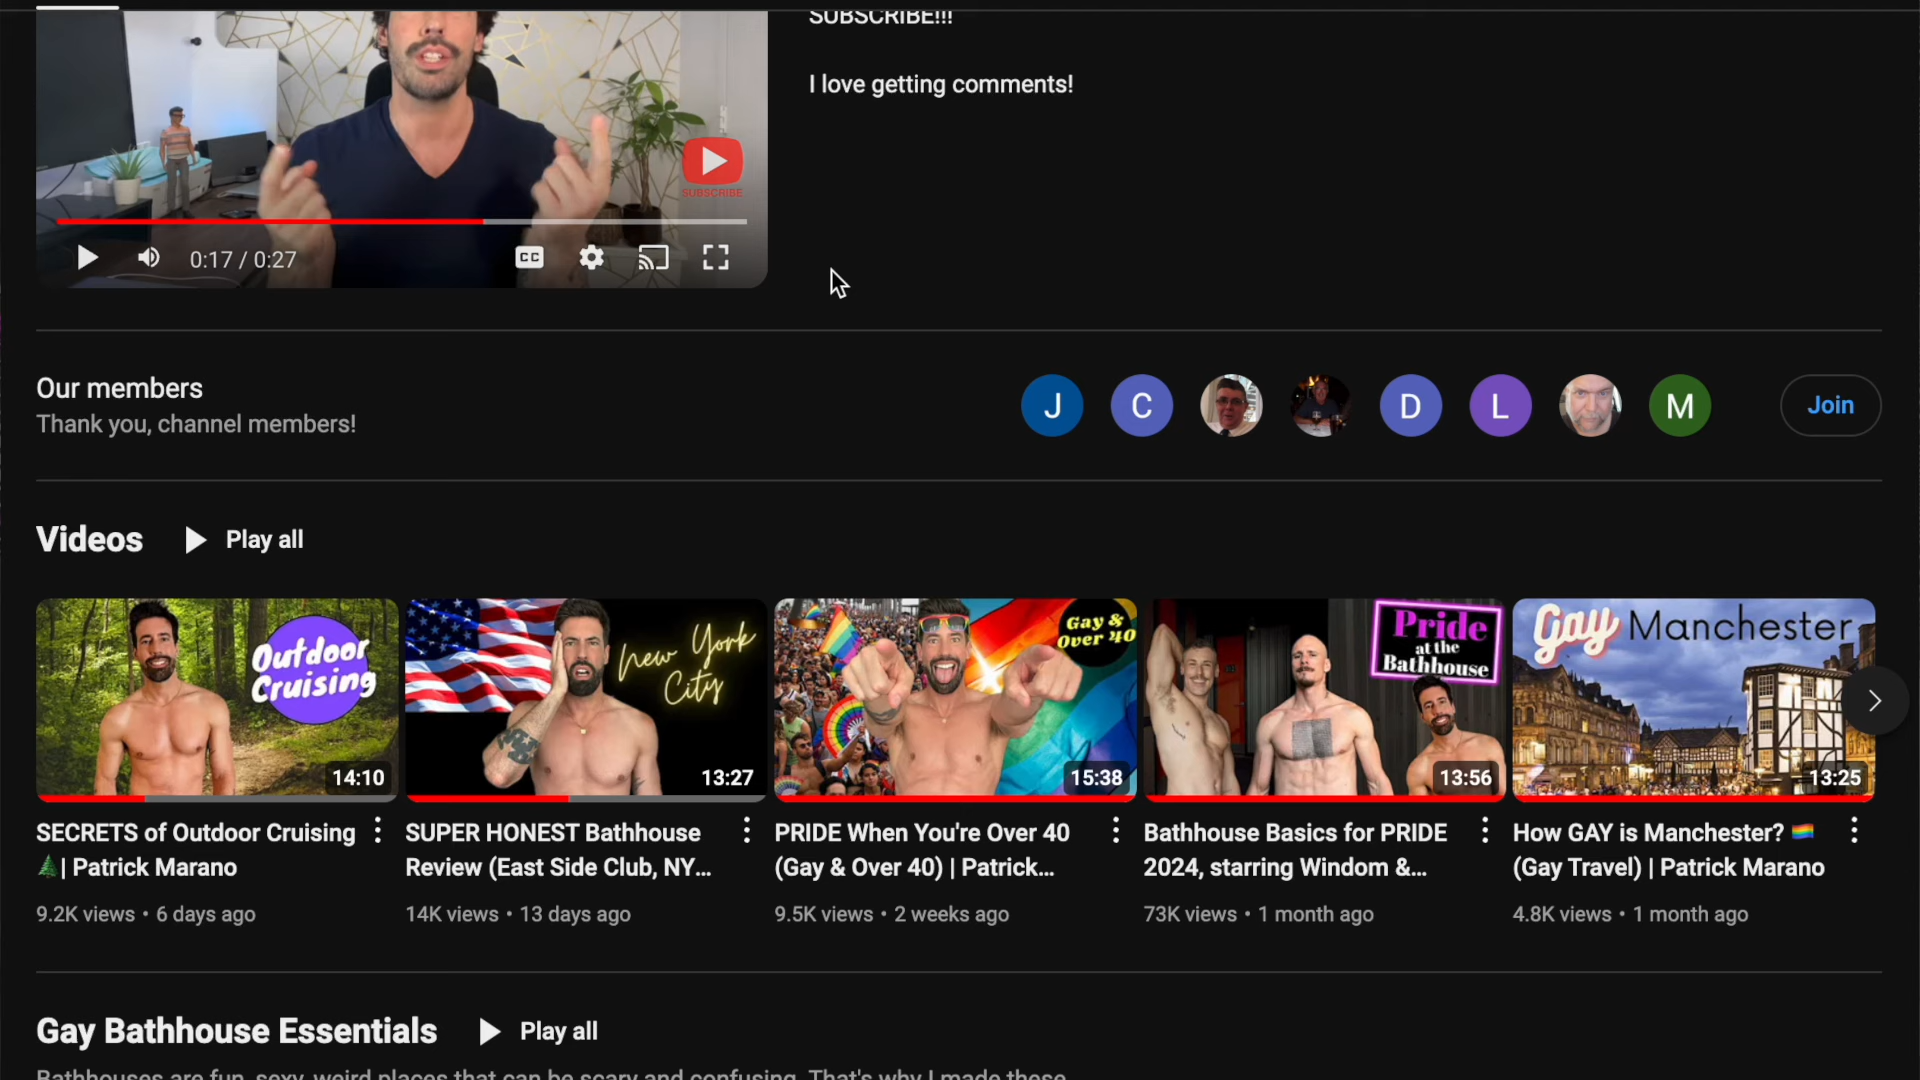 SUBSCRIBE!!!
I love getting comments!
SUBSCRIBE
0:17 / 0:27
CC
Our members
Thank you, channel members!
J
C
D
L
M
Join
Videos
Play all
Outdoor
Cruising
14:10
New York
City
13:27
Gay &
Over 40
15:38
Pride
at the
Bathhouse
13:56
Gay Manchester
13:25
SECRETS of Outdoor Cruising
🌲| Patrick Marano
9.2K views • 6 days ago
SUPER HONEST Bathhouse
Review (East Side Club, NY...
14K views • 13 days ago
PRIDE When You're Over 40
(Gay & Over 40) | Patrick...
9.5K views • 2 weeks ago
Bathhouse Basics for PRIDE
2024, starring Windom &...
73K views • 1 month ago
How GAY is Manchester? 🏳️‍🌈
(Gay Travel) | Patrick Marano
4.8K views • 1 month ago
Gay Bathhouse Essentials
Play all
Bathhouses are fun, sexy, weird places that can be scary and confusing. That's why I made these